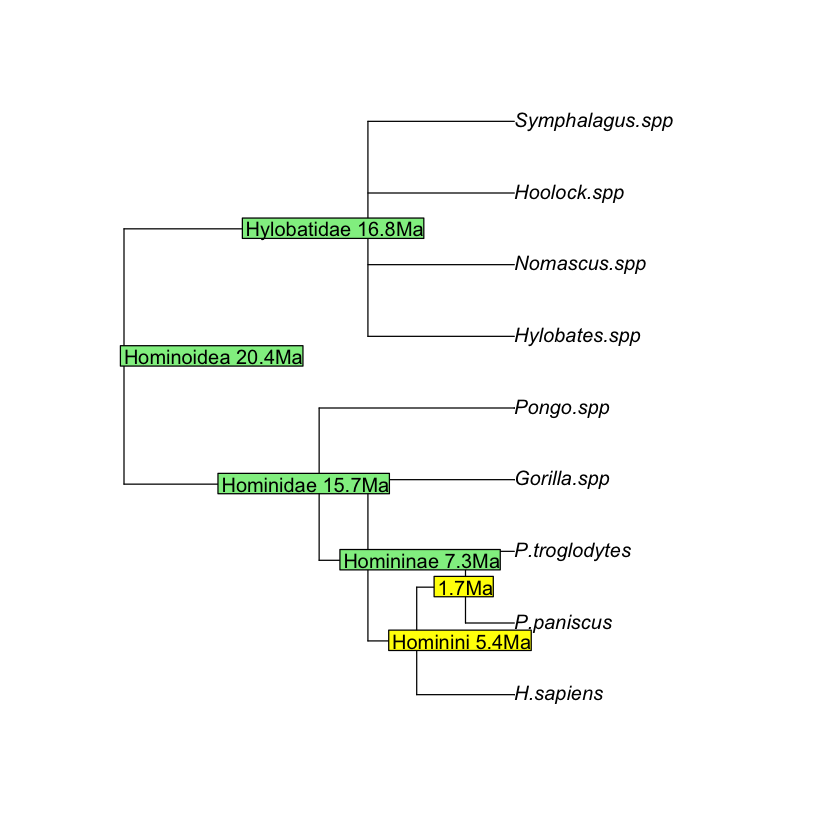 Symphalagus.spp
Hoolock.spp
Hylobatidae 16.8Ma
Nomascus.spp
Hylobates.spp
Hominoidea 20.4Ma
Pongo.spp
Gorilla.spp
Hominidae 15.7Ma
P.troglodytes
Homininae 7.3Ma
1.7Ma
P.paniscus
Hominini 5.4Ma
H.sapiens